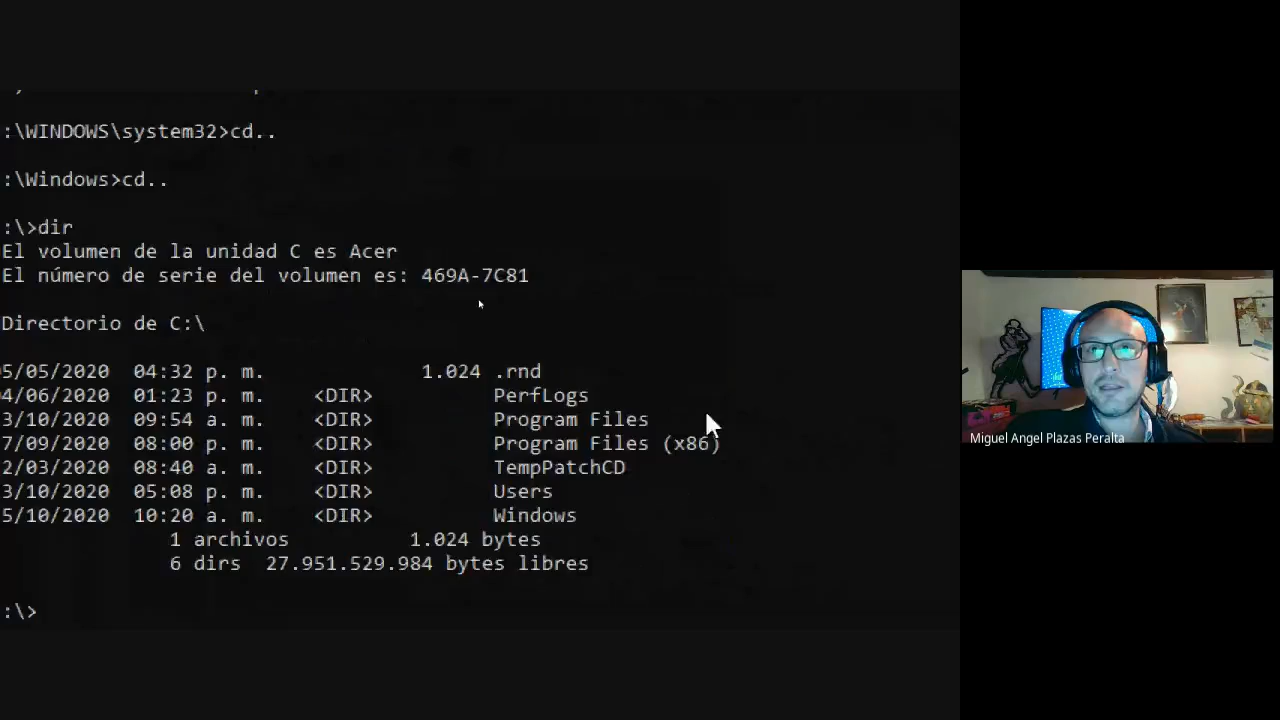 :\WINDOWS\system32>cd..
:\Windows>cd..
:\>dir
El volumen de la unidad C es Acer
El número de serie del volumen es: 469A-7C81
Directorio de C:\
5/05/2020 04:32 p. m. 1.024 .rnd
4/06/2020 01:23 p. m. <DIR> PerfLogs
3/10/2020 09:54 a. m. <DIR> Program Files
7/09/2020 08:00 p. m. <DIR> Program Files (x86)
2/03/2020 08:40 a. m. <DIR> TempPatchCD
3/10/2020 05:08 p. m. <DIR> Users
5/10/2020 10:20 a. m. <DIR> Windows
1 archivos 1.024 bytes
6 dirs 27.951.529.984 bytes libres
:\>
Miguel Angel Plazas Peralta